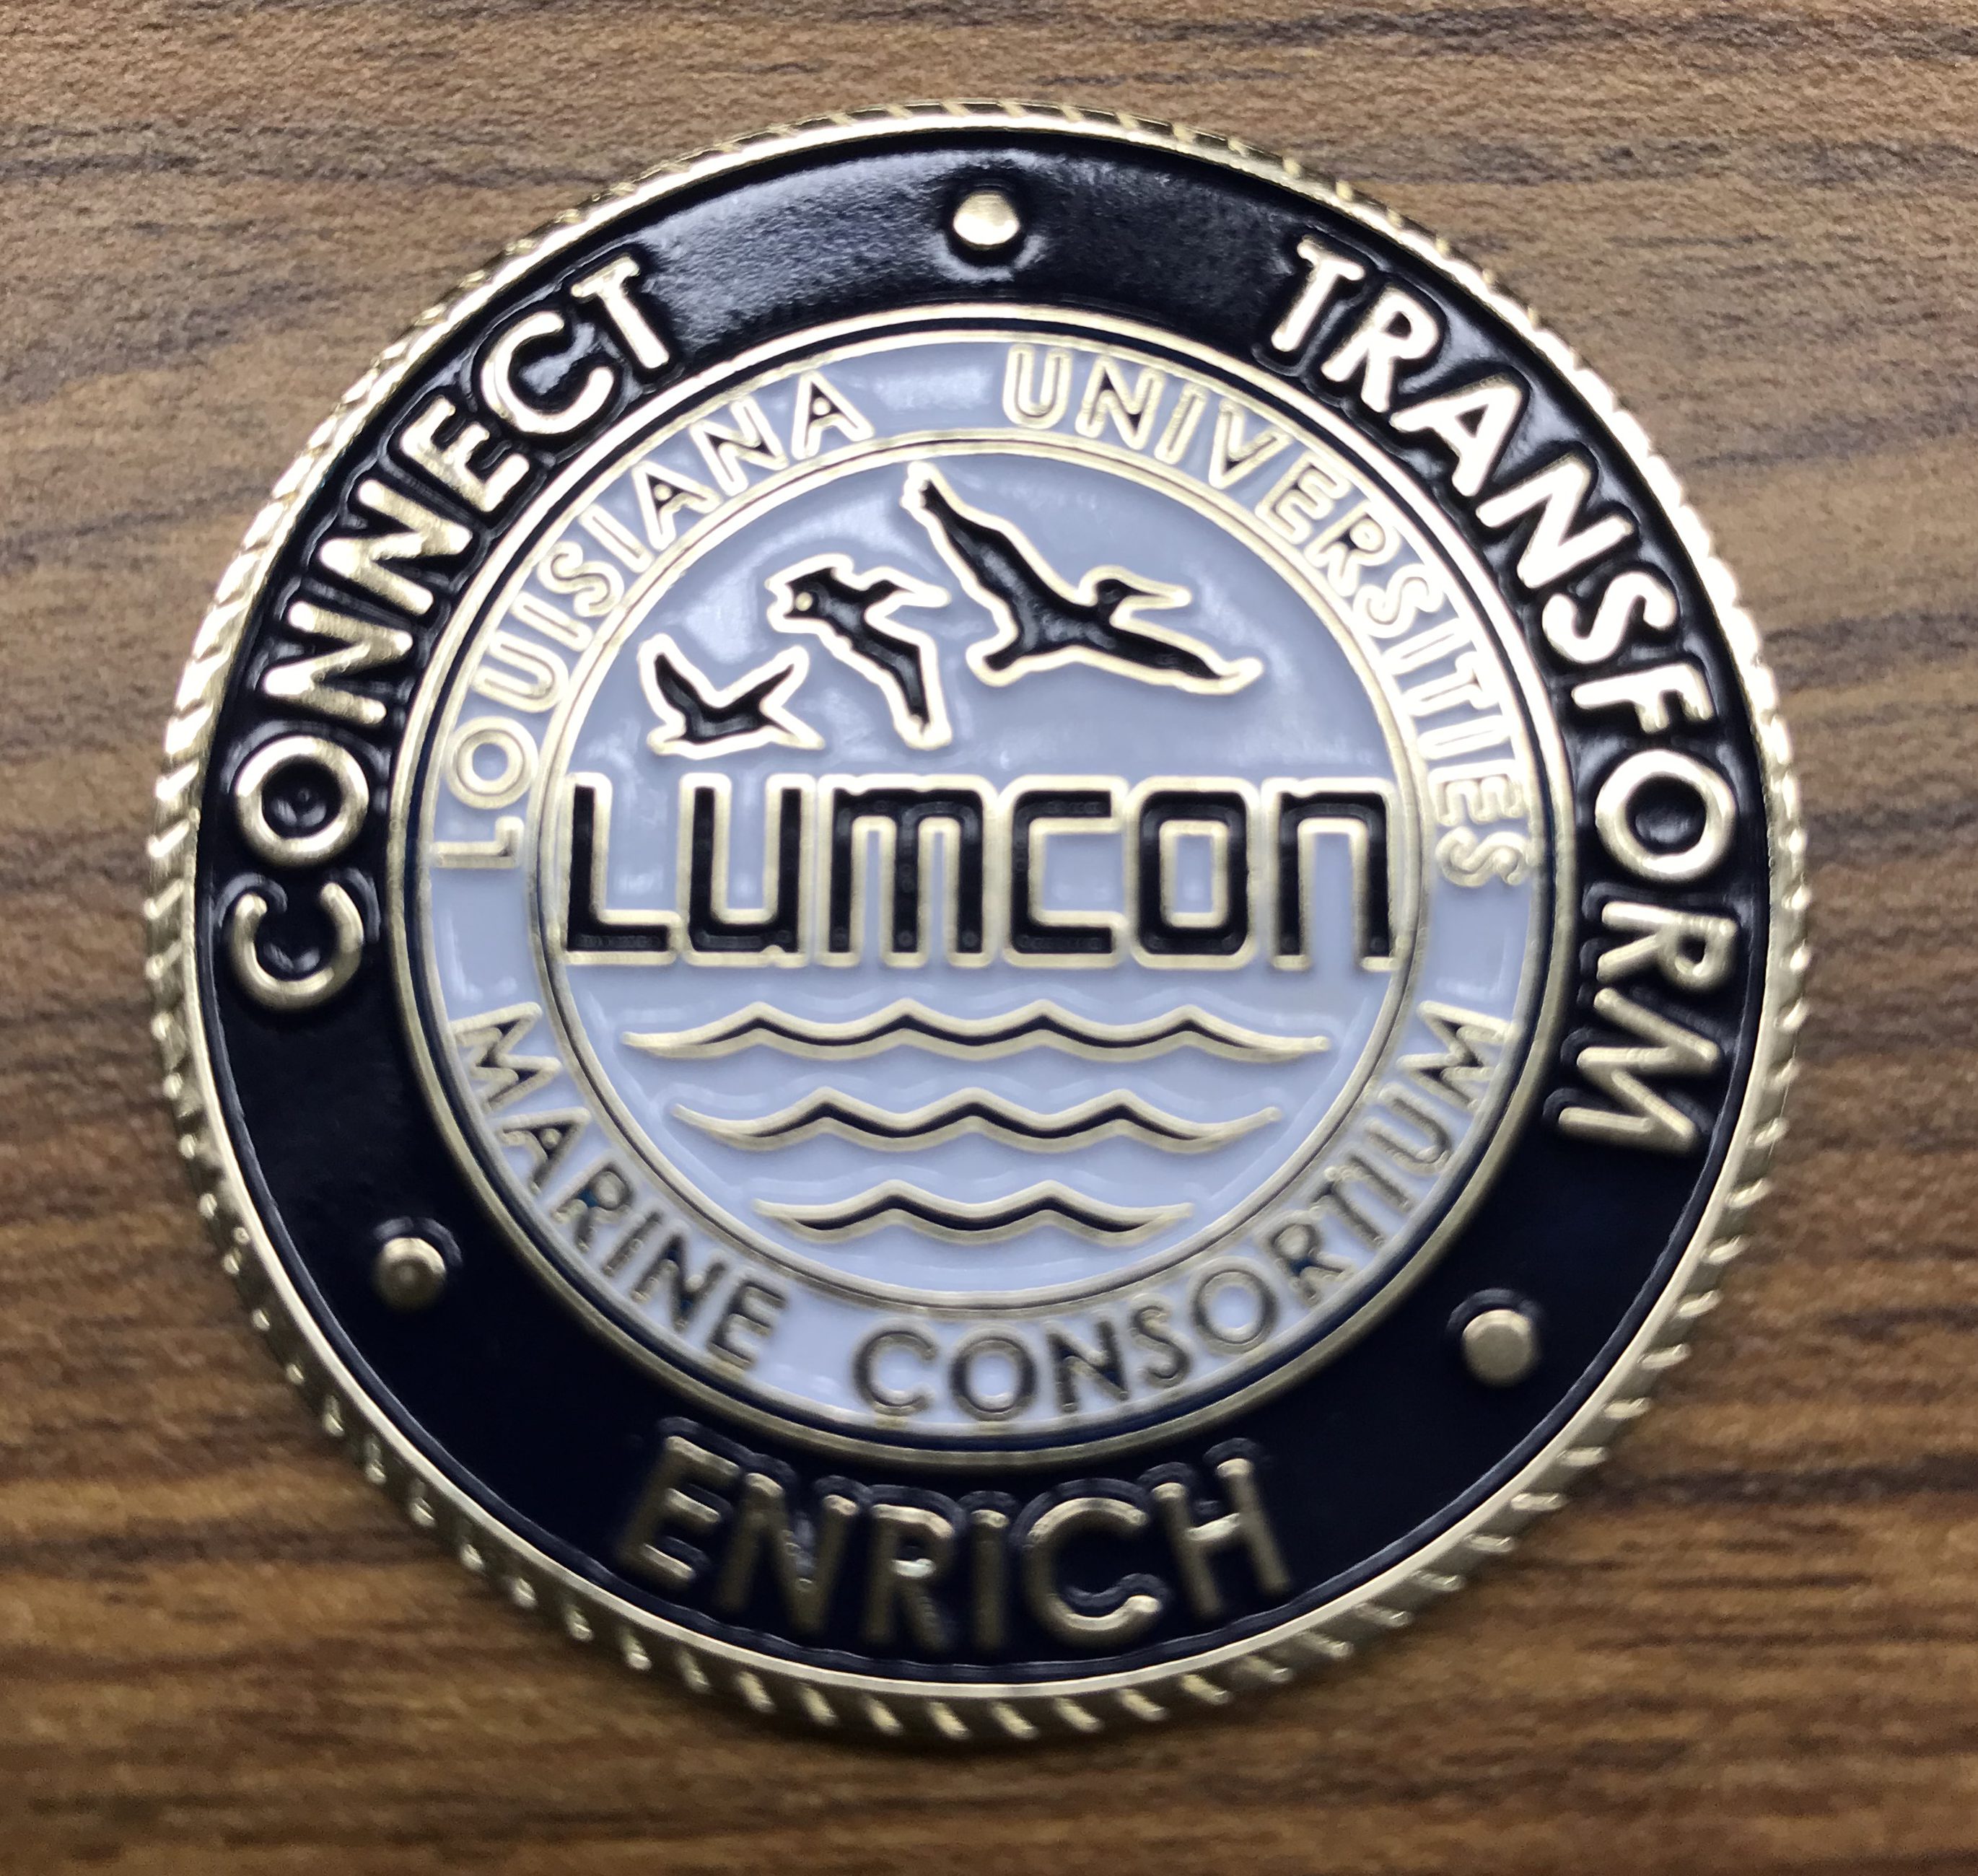 CONNECT
TRANSFORM
LOUISIANA UNIVERSITIES
LUMCON
MARINE CONSORTIUM
ENRICH